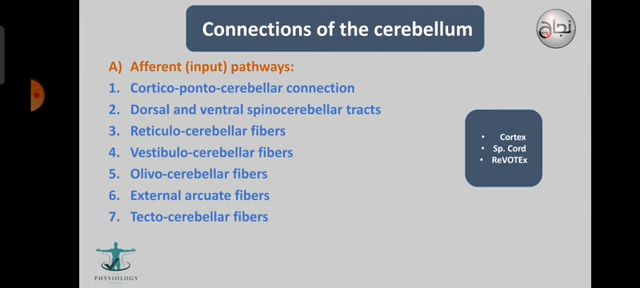 Connections of the cerebellum
نجاح
A) Afferent (input) pathways:
1. Cortico-ponto-cerebellar connection
2. Dorsal and ventral spinocerebellar tracts
3. Reticulo-cerebellar fibers
4. Vestibulo-cerebellar fibers
5. Olivo-cerebellar fibers
6. External arcuate fibers
7. Tecto-cerebellar fibers
• Cortex
• Sp. Cord
• ReVOTEx
PHYSIOLOGY